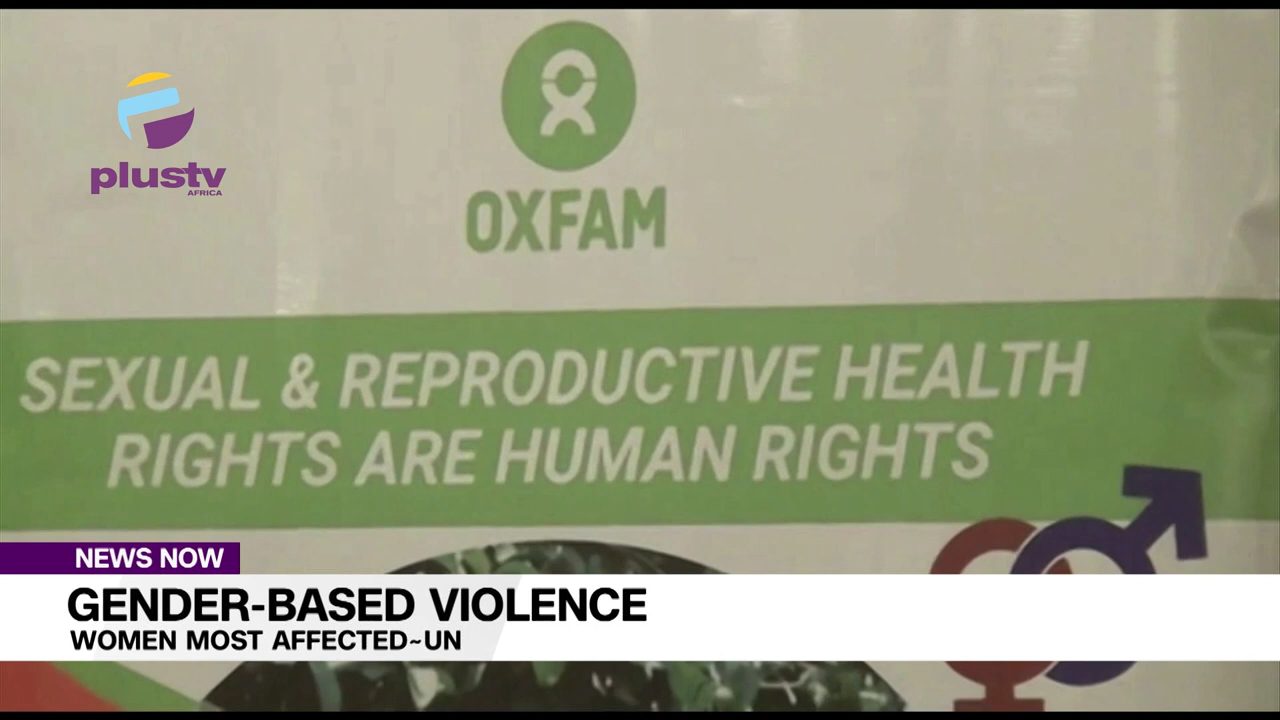 plustv
AFRICA
OXFAM
SEXUAL & REPRODUCTIVE HEALTH
RIGHTS ARE HUMAN RIGHTS
NEWS NOW
GENDER-BASED VIOLENCE
WOMEN MOST AFFECTED~UN